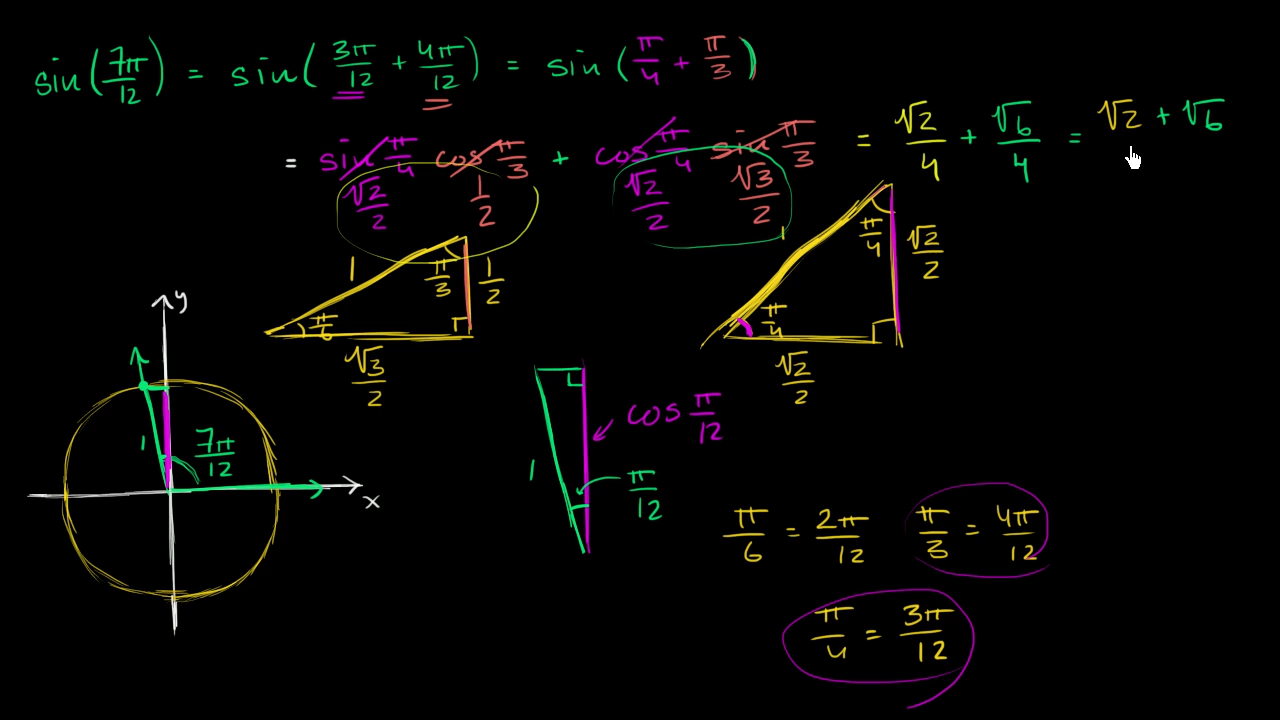 sin(7π/12) = sin(3π/12 + 4π/12) = sin(π/4 + π/3)
= sin π/4 cos π/3 + cos π/4 sin π/3 = √2/4 + √6/4 = √2 + √6
√2/2 1/2 √2/2 √3/2
1 π/3 1/2 π/6 √3/2
1 π/4 √2/2 π/4 √2/2
y
1 7π/12 x
1 cos π/12 π/12
π/6 = 2π/12 π/3 = 4π/12
π/4 = 3π/12